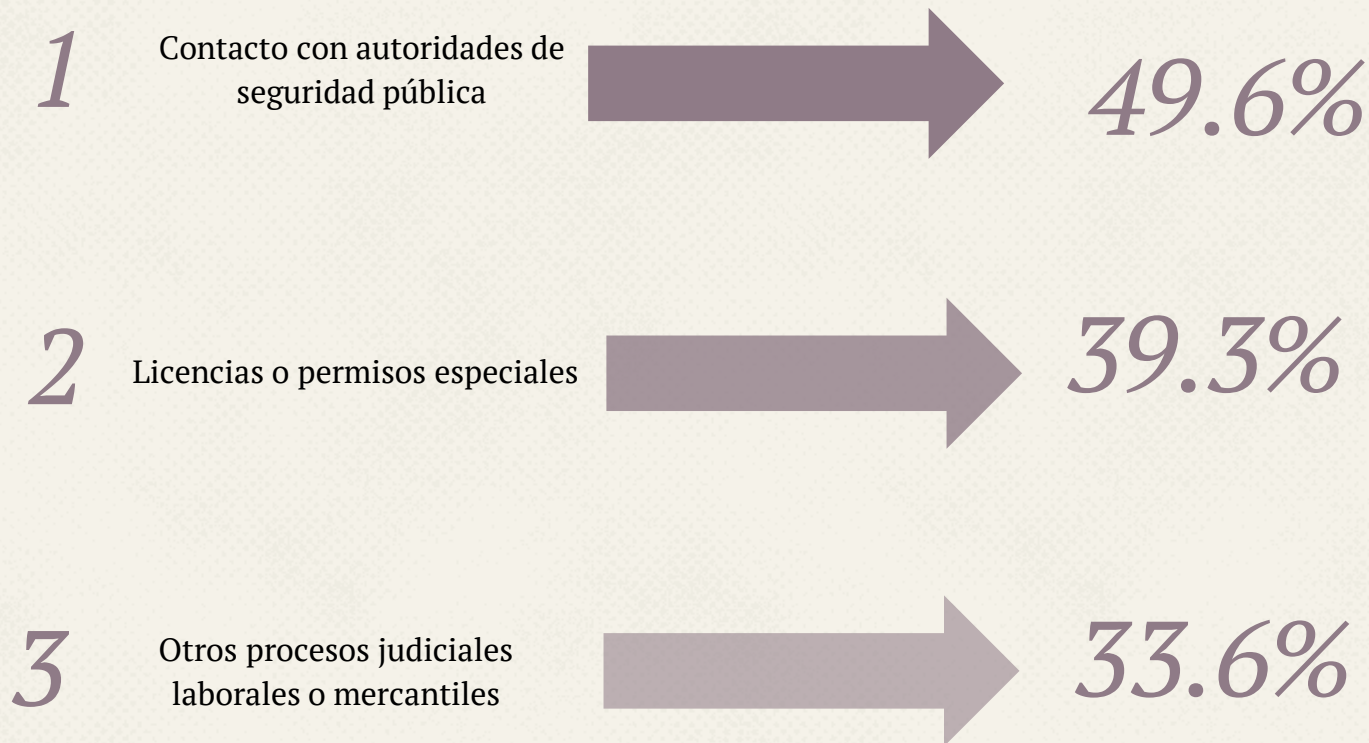 1
Contacto con autoridades de
seguridad pública
49.6%
2
Licencias o permisos especiales
39.3%
3
Otros procesos judiciales
laborales o mercantiles
33.6%